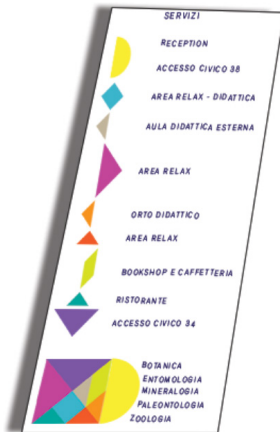 SERVIZI
RECEPTION
ACCESSO CIVICO 38
AREA RELAX - DIDATTICA
AULA DIDATTICA ESTERNA
AREA RELAX
ORTO DIDATTICO
AREA RELAX
BOOKSHOP E CAFFETTERIA
RISTORANTE
ACCESSO CIVICO 34
BOTANICA
ENTOMOLOGIA
MINERALOGIA
PALEONTOLOGIA
ZOOLOGIA